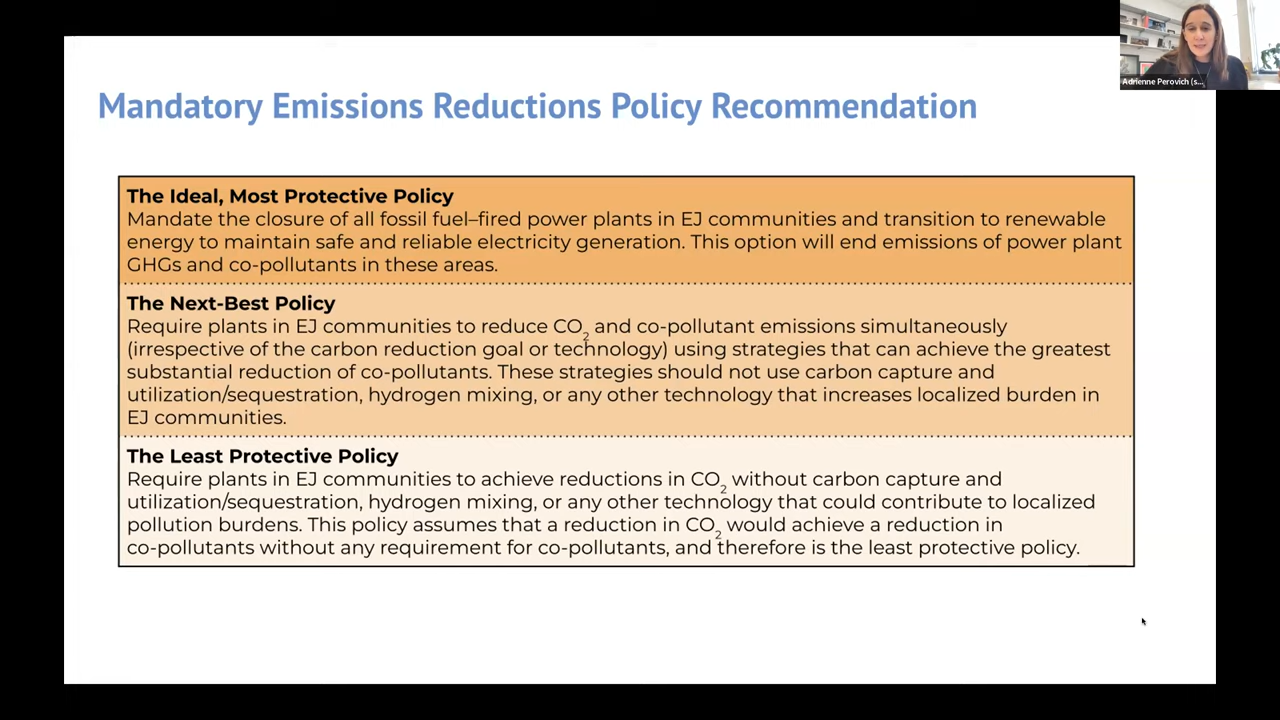 Adrienne Perovich (s...
Mandatory Emissions Reductions Policy Recommendation
The Ideal, Most Protective Policy
Mandate the closure of all fossil fuel–fired power plants in EJ communities and transition to renewable
energy to maintain safe and reliable electricity generation. This option will end emissions of power plant
GHGs and co-pollutants in these areas.
The Next-Best Policy
Require plants in EJ communities to reduce CO2 and co-pollutant emissions simultaneously
(irrespective of the carbon reduction goal or technology) using strategies that can achieve the greatest
substantial reduction of co-pollutants. These strategies should not use carbon capture and
utilization/sequestration, hydrogen mixing, or any other technology that increases localized burden in
EJ communities.
The Least Protective Policy
Require plants in EJ communities to achieve reductions in CO2 without carbon capture and
utilization/sequestration, hydrogen mixing, or any other technology that could contribute to localized
pollution burdens. This policy assumes that a reduction in CO2 would achieve a reduction in
co-pollutants without any requirement for co-pollutants, and therefore is the least protective policy.